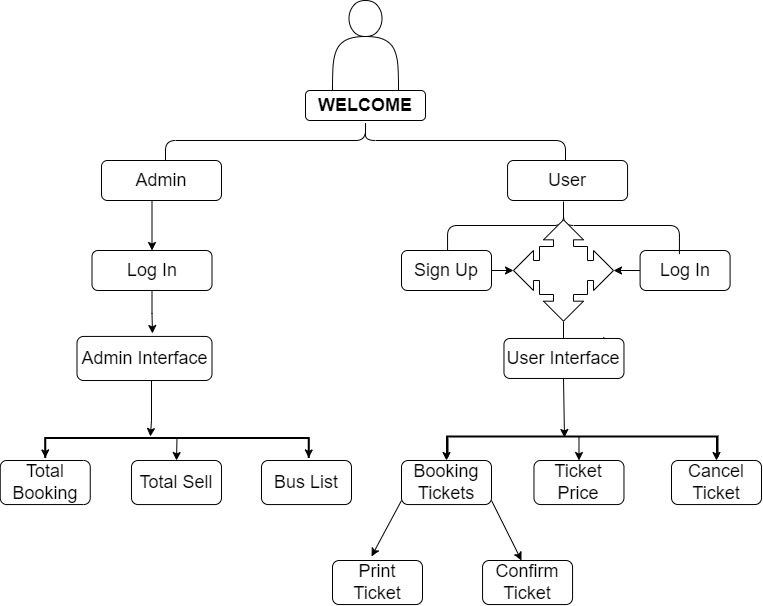 WELCOME
Admin
User
Log In
Sign Up
Log In
Admin Interface
User Interface
Total
Booking
Total Sell
Bus List
Booking
Tickets
Ticket
Price
Cancel
Ticket
Print
Ticket
Confirm
Ticket